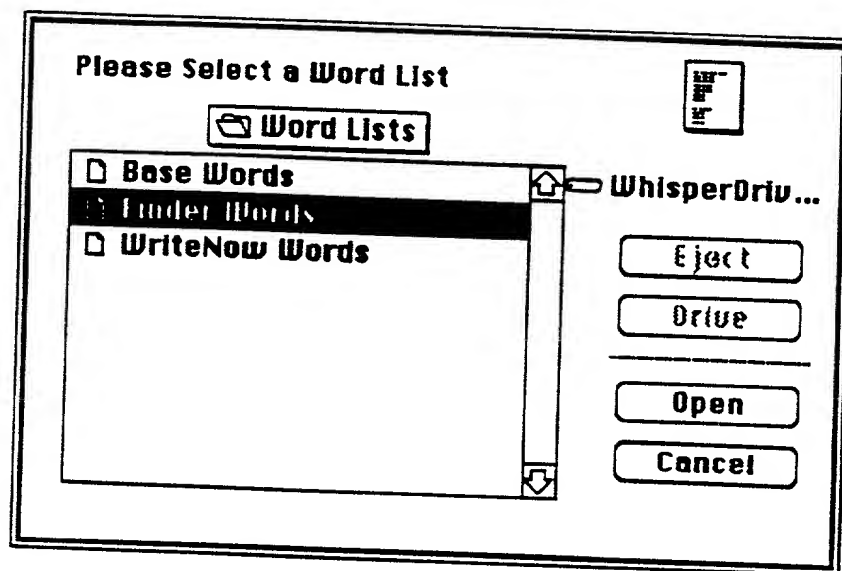 Please Select a Word List
Word Lists
Base Words
Finder Words
WriteNow Words
WhisperDriv...
Eject
Drive
Open
Cancel